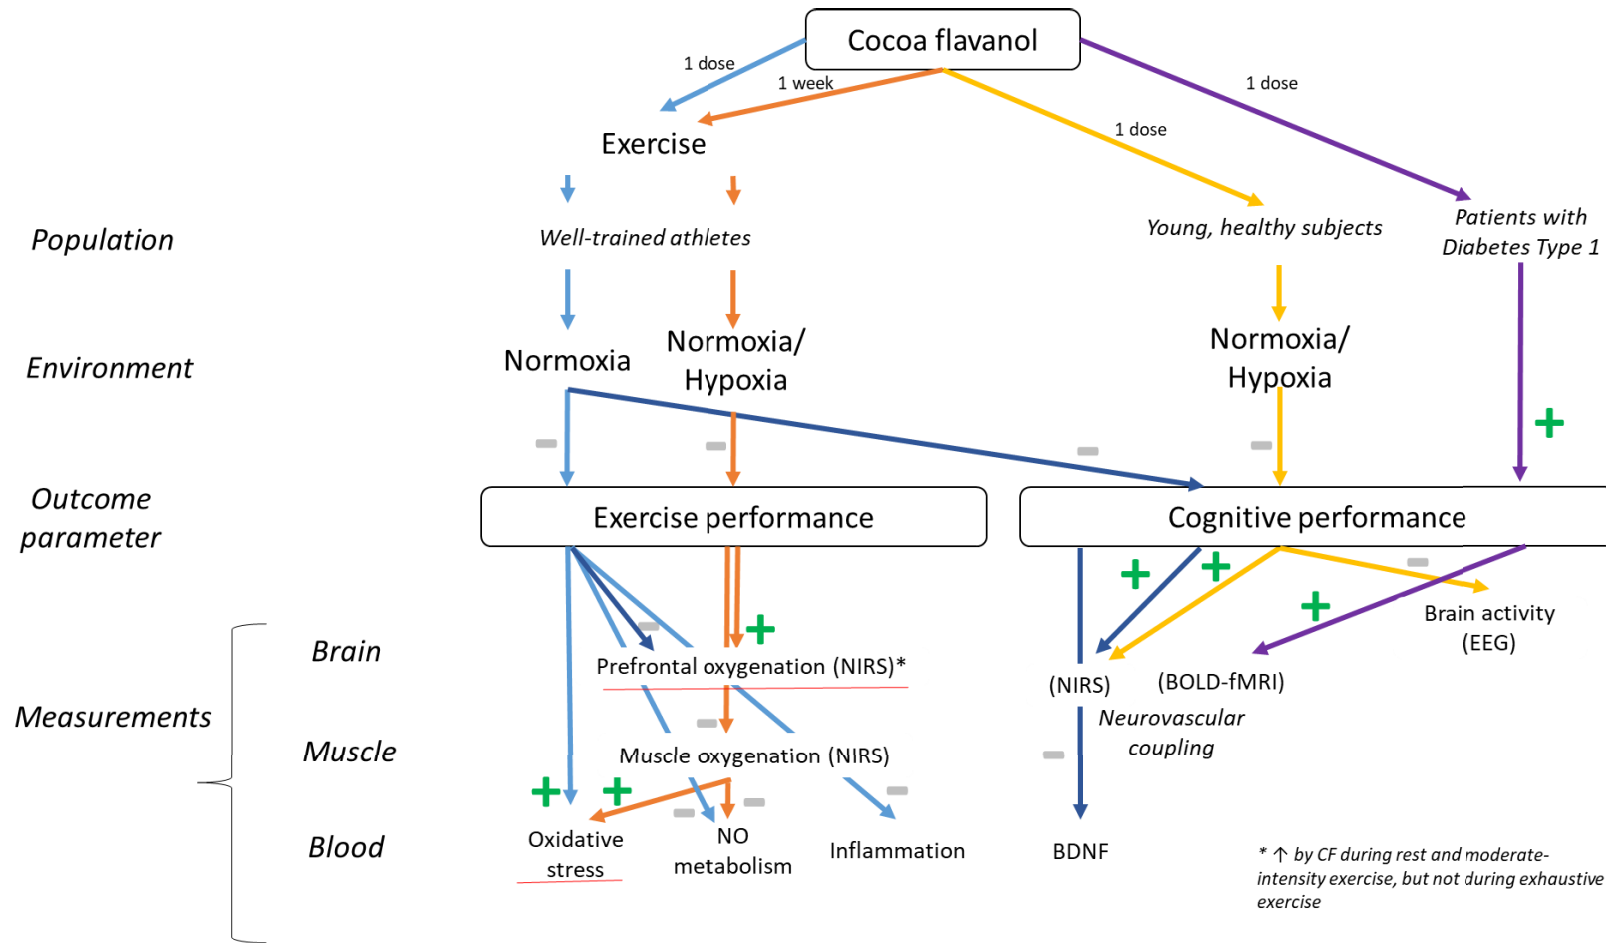 Cocoa flavanol
1 dose
1 week
1 dose
1 dose
Exercise
Population
Well-trained athletes
Young, healthy subjects
Patients with
Diabetes Type 1
Environment
Normoxia
Normoxia/
Hypoxia
Normoxia/
Hypoxia
Outcome
parameter
Exercise performance
Cognitive performance
Measurements
Brain
Prefrontal oxygenation (NIRS)*
(NIRS)
(BOLD-fMRI)
Neurovascular
coupling
Brain activity
(EEG)
Muscle
Muscle oxygenation (NIRS)
Blood
Oxidative
stress
NO
metabolism
Inflammation
BDNF
* ↑ by CF during rest and moderate-
intensity exercise, but not during exhaustive
exercise